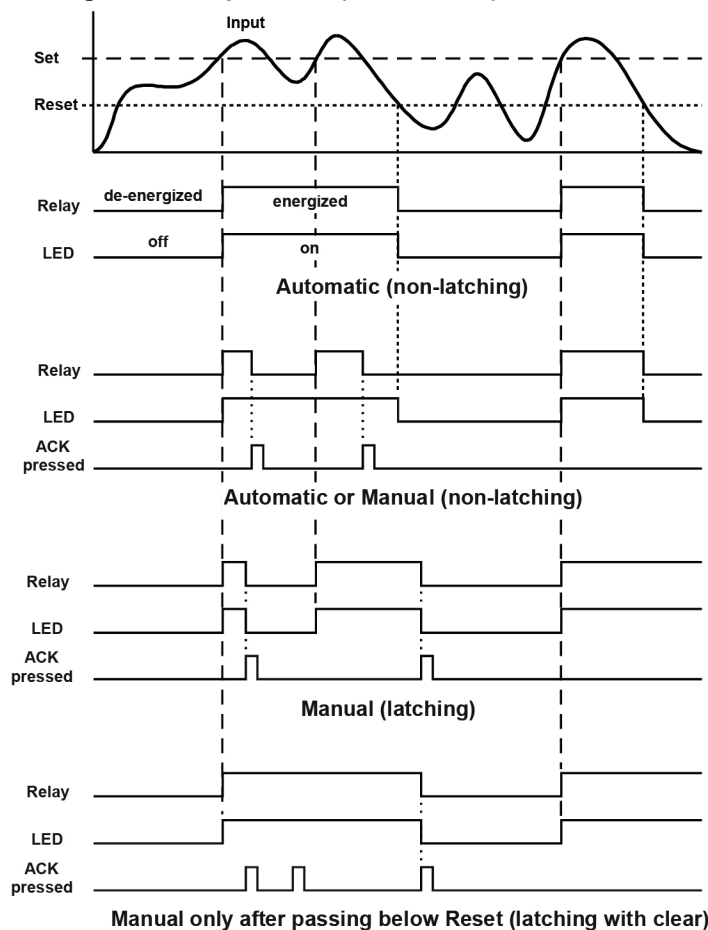 Input
Set
Reset
Relay de-energized energized
LED off on
Automatic (non-latching)
Relay
LED
ACK
pressed
Automatic or Manual (non-latching)
Relay
LED
ACK
pressed
Manual (latching)
Relay
LED
ACK
pressed
Manual only after passing below Reset (latching with clear)